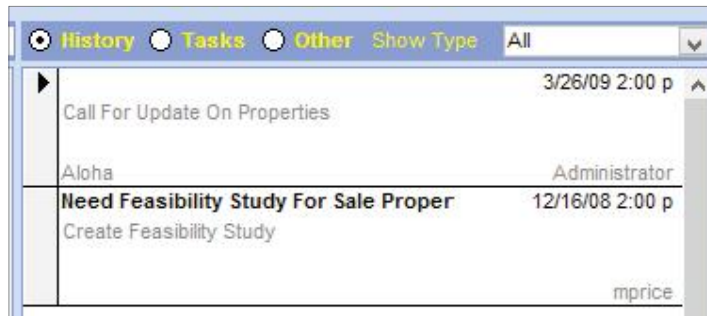 History Tasks Other Show Type All
3/26/09 2:00 p
Call For Update On Properties
Aloha Administrator
Need Feasibility Study For Sale Proper 12/16/08 2:00 p
Create Feasibility Study
mprice